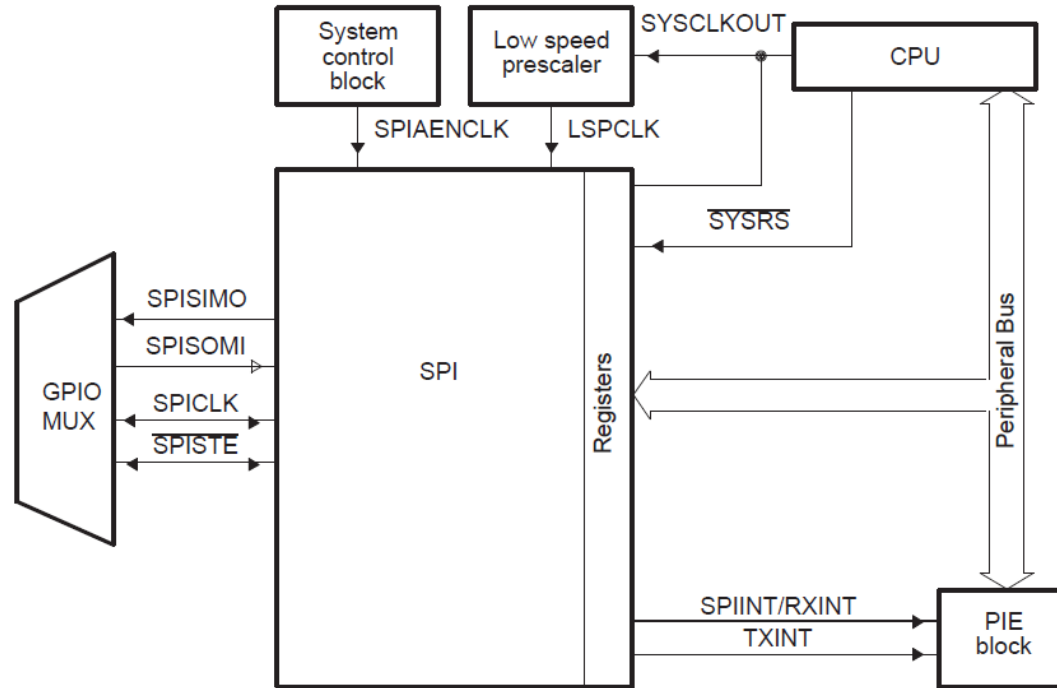 System
control
block
Low speed
prescaler
SYSCLKOUT
CPU
SPIAENCLK
LSPCLK
SYSRS
SPISIMO
SPISOMI
GPIO
MUX
SPICLK
SPISTE
SPI
Registers
Peripheral Bus
SPIINT/RXINT
TXINT
PIE
block